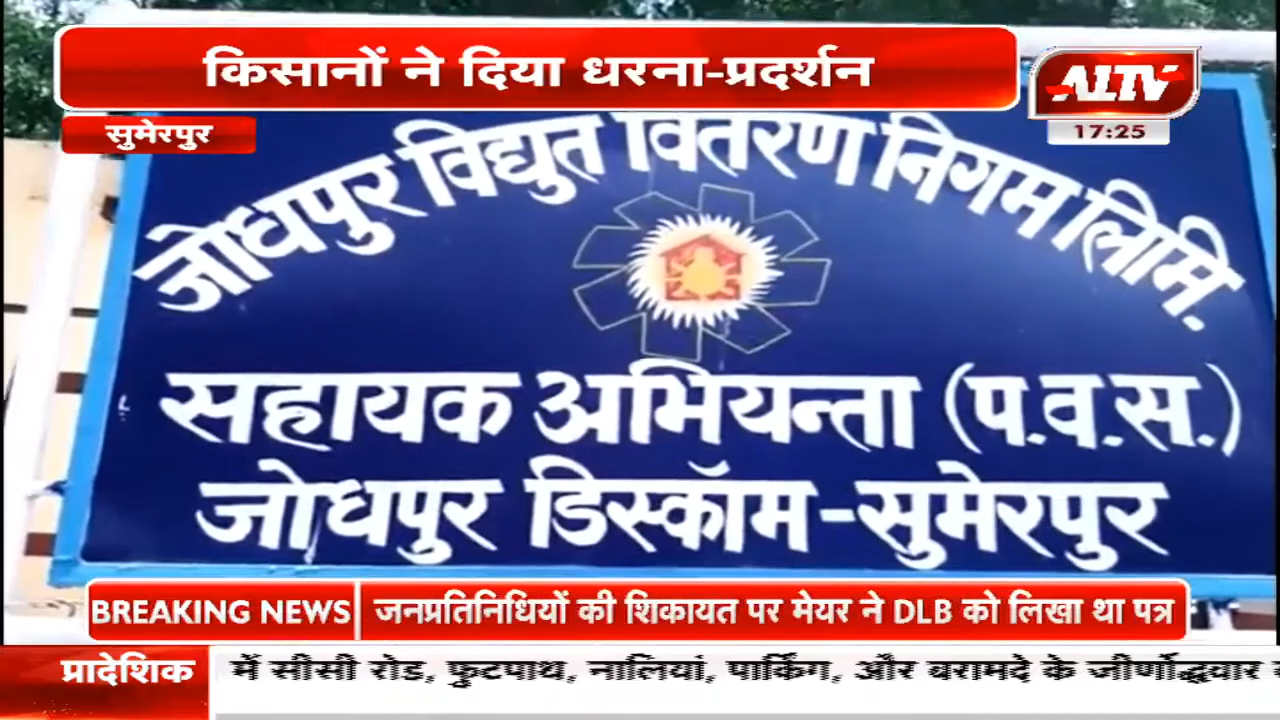 किसानों ने दिया धरना-प्रदर्शन
ALTV
17:25
सुमेरपुर
जोधपुर विद्युत वितरण निगम लिमि.
सहायक अभियन्ता (प.व.स.)
जोधपुर डिस्कॉम-सुमेरपुर
BREAKING NEWS
जनप्रतिनिधियों की शिकायत पर मेयर ने DLB को लिखा था पत्र
प्रादेशिक
में सीसी रोड, फुटपाथ, नालियां, पार्किंग, और बरामदे के जीर्णोद्धवार